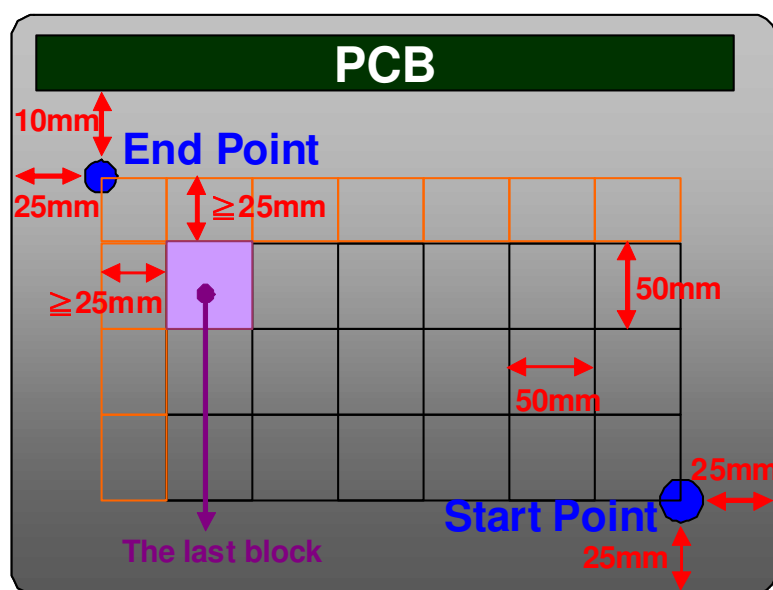 PCB
10mm
End Point
25mm
≧25mm
≧25mm
50mm
50mm
25mm
Start Point
The last block
25mm